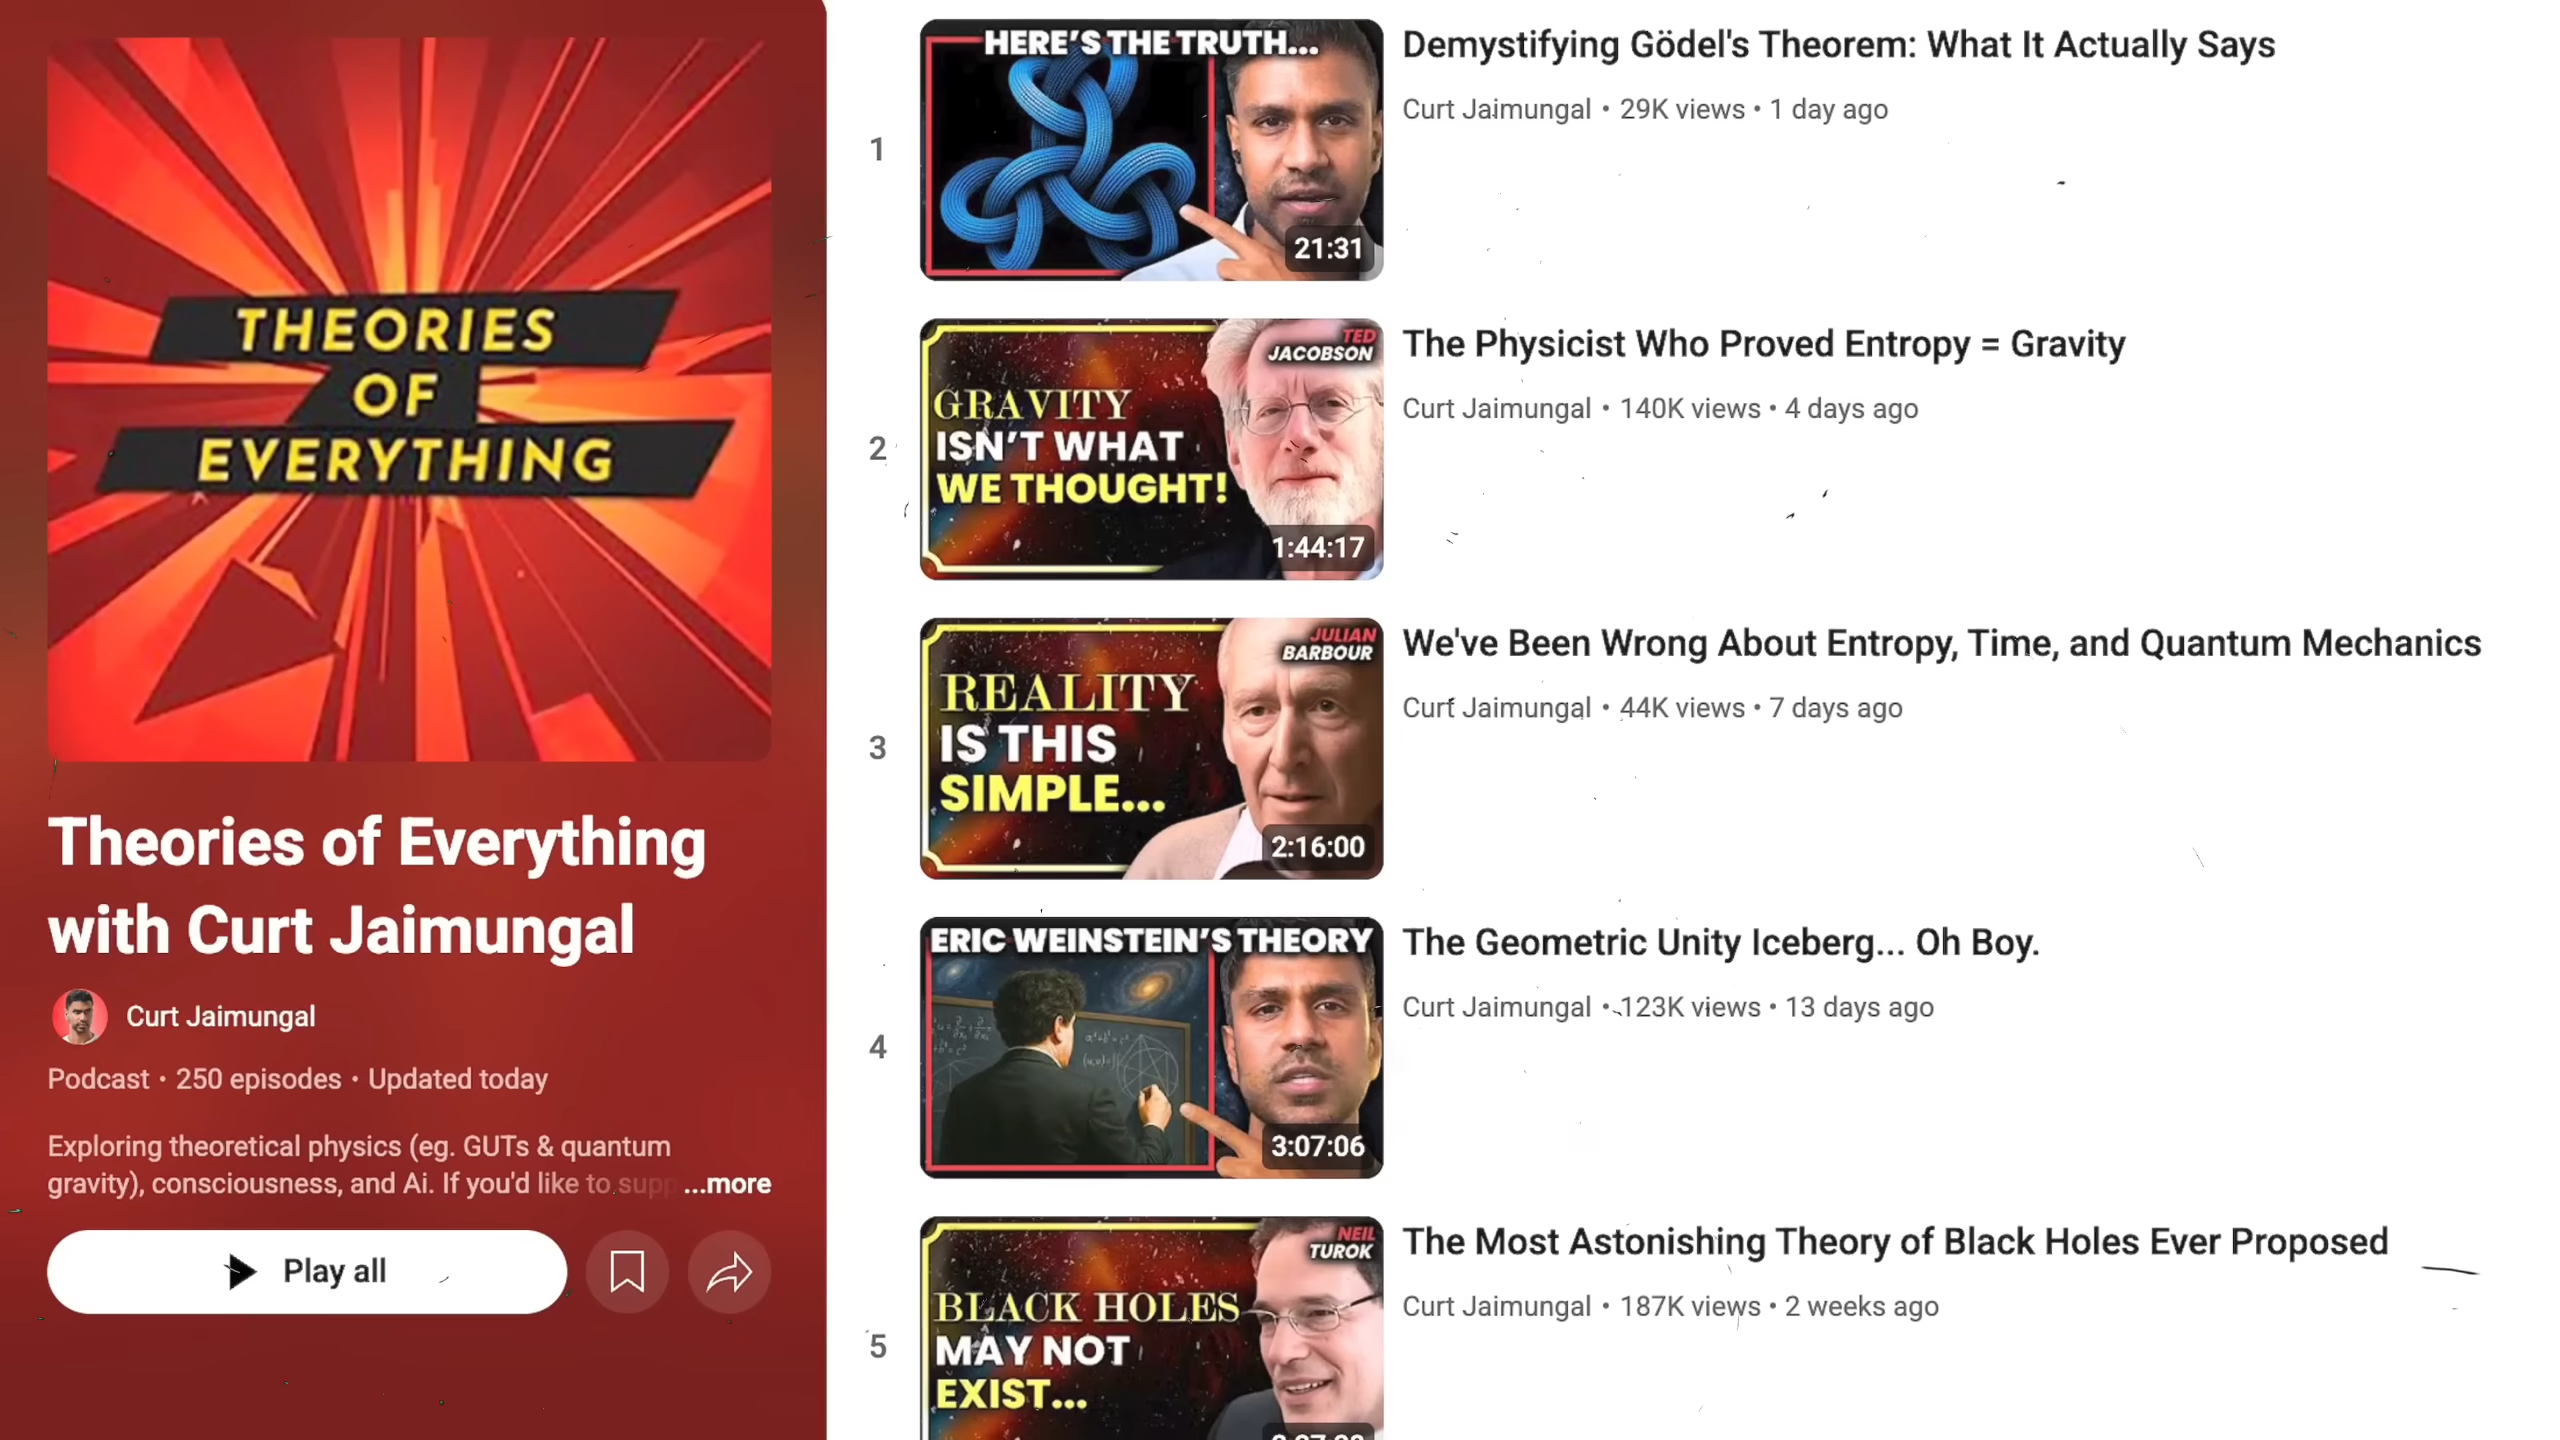 THEORIES
OF
EVERYTHING
Theories of Everything
with Curt Jaimungal
Curt Jaimungal
Podcast • 250 episodes • Updated today
Exploring theoretical physics (eg. GUTs & quantum
gravity), consciousness, and Ai. If you'd like to supp ...more
Play all
1
HERE'S THE TRUTH...
21:31
Demystifying Gödel's Theorem: What It Actually Says
Curt Jaimungal • 29K views • 1 day ago
2
TED
JACOBSON
GRAVITY
ISN'T WHAT
WE THOUGHT!
1:44:17
The Physicist Who Proved Entropy = Gravity
Curt Jaimungal • 140K views • 4 days ago
3
JULIAN
BARBOUR
REALITY
IS THIS
SIMPLE...
2:16:00
We've Been Wrong About Entropy, Time, and Quantum Mechanics
Curt Jaimungal • 44K views • 7 days ago
4
ERIC WEINSTEIN'S THEORY
3:07:06
The Geometric Unity Iceberg... Oh Boy.
Curt Jaimungal • 123K views • 13 days ago
5
NEIL
TUROK
BLACK HOLES
MAY NOT
EXIST...
The Most Astonishing Theory of Black Holes Ever Proposed
Curt Jaimungal • 187K views • 2 weeks ago